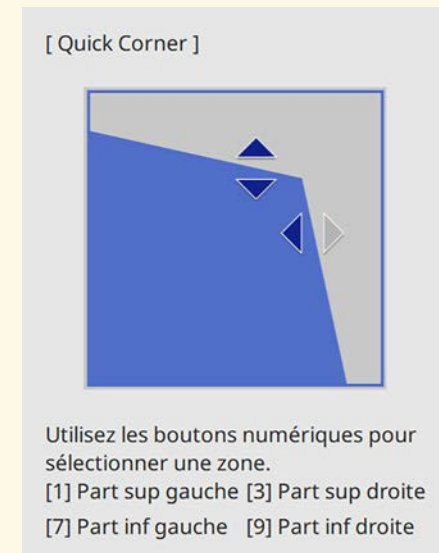 [ Quick Corner ]
Utilisez les boutons numériques pour
sélectionner une zone.
[1] Part sup gauche [3] Part sup droite
[7] Part inf gauche [9] Part inf droite